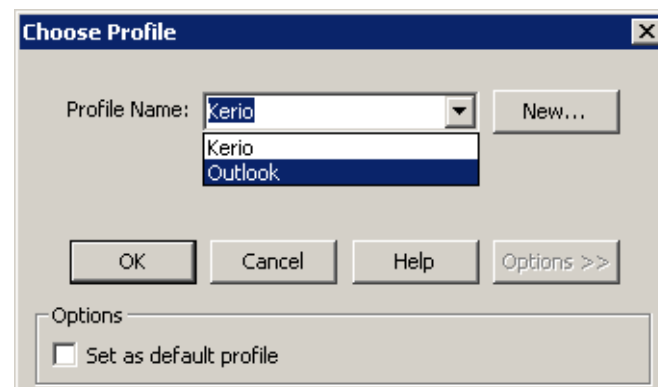 Choose Profile
Profile Name: Kerio New...
Kerio
Outlook
OK Cancel Help Options >>
Options
Set as default profile